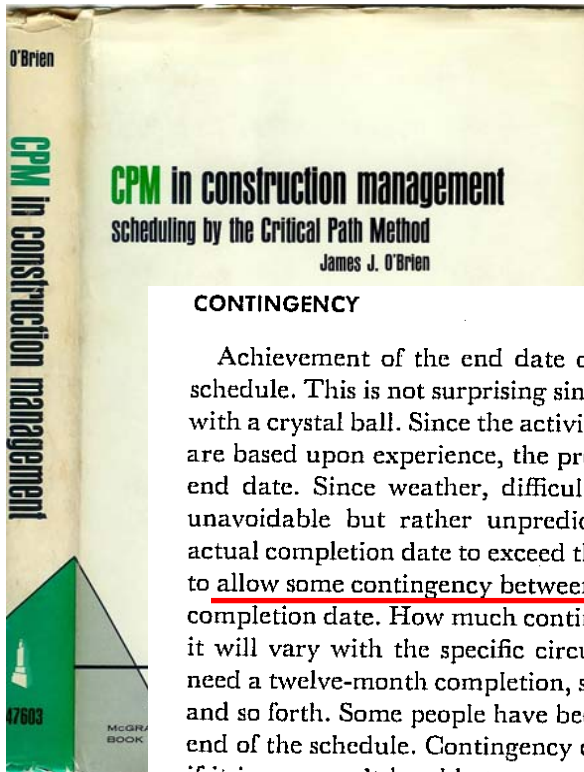 O'Brien
CPM in construction management
47603
CPM in construction management
scheduling by the Critical Path Method
James J. O'Brien
McGRA
BOOK
CONTINGENCY
Achievement of the end date
schedule. This is not surprising sin
with a crystal ball. Since the activi
are based upon experience, the pr
end date. Since weather, difficul
unavoidable but rather unpredic
actual completion date to exceed t
to allow some contingency between
completion date. How much conti
it will vary with the specific circu
need a twelve-month completion, s
and so forth. Some people have be
end of the schedule. Contingency